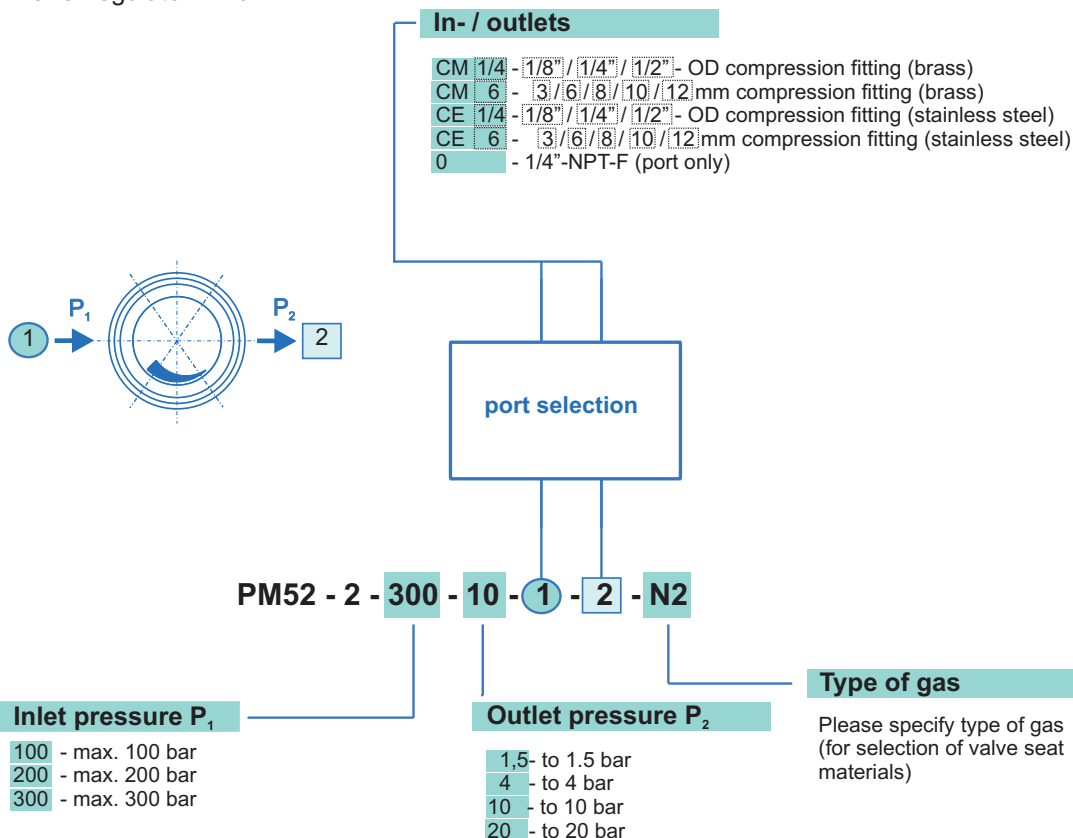 In- / outlets
CM 1/4 - 1/8” / 1/4” / 1/2” - OD compression fitting (brass)
CM 6 - 3 / 6 / 8 / 10 / 12 mm compression fitting (brass)
CE 1/4 - 1/8” / 1/4” / 1/2” - OD compression fitting (stainless steel)
CE 6 - 3 / 6 / 8 / 10 / 12 mm compression fitting (stainless steel)
0 - 1/4”-NPT-F (port only)
P1
P2
1
2
port selection
PM52 - 2 - 300 - 10 - 1 - 2 - N2
Inlet pressure P1
100 - max. 100 bar
200 - max. 200 bar
300 - max. 300 bar
Outlet pressure P2
1,5 - to 1.5 bar
4 - to 4 bar
10 - to 10 bar
20 - to 20 bar
Type of gas
Please specify type of gas
(for selection of valve seat
materials)